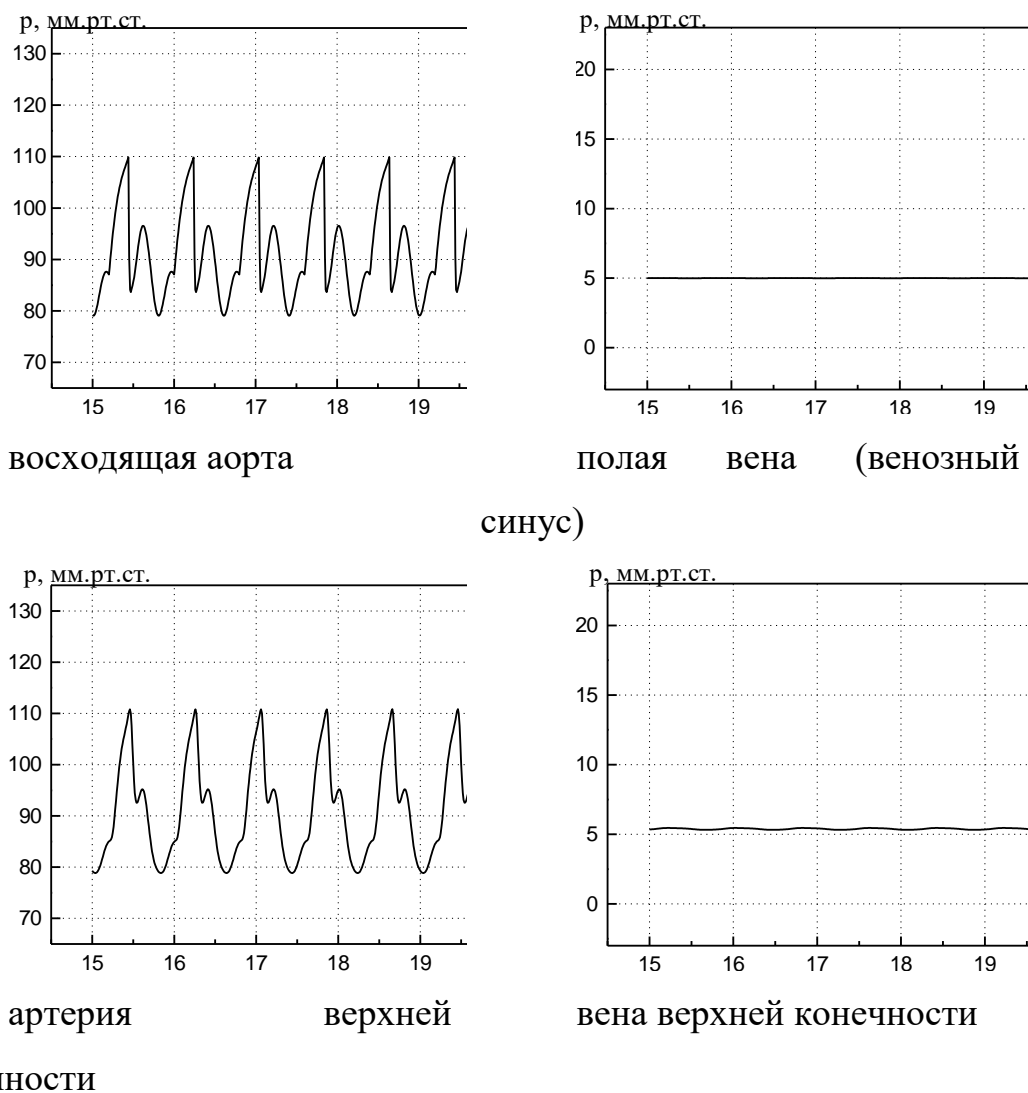 р, мм.рт.ст. р, мм.рт.ст.
130 20
120 15
110 10
100 5
90 0
80
70
15 16 17 18 19 15 16 17 18 19
восходящая аорта полая вена (венозный
синус)
р, мм.рт.ст. р, мм.рт.ст.
130 20
120 15
110 10
100 5
90 0
80
70
15 16 17 18 19 15 16 17 18 19
артерия верхней вена верхней конечности
нности